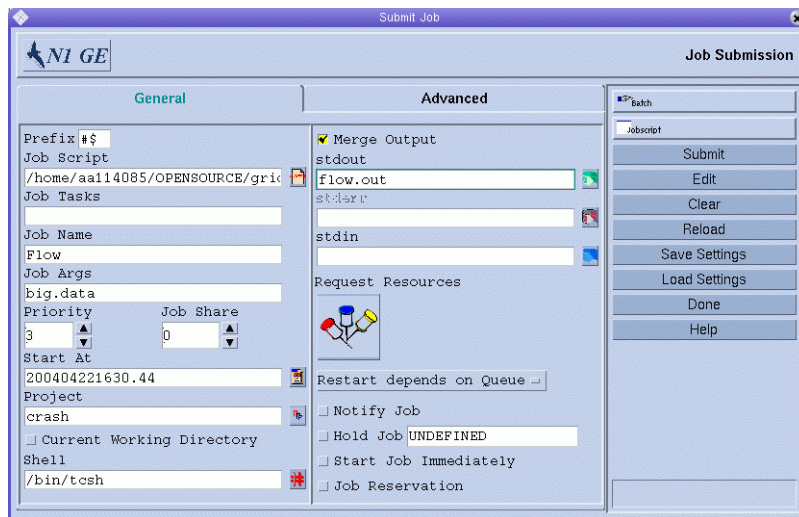 Submit Job
N1 GE
Job Submission
General
Advanced
Prefix #$
Job Script
/home/aa114085/OPENSOURCE/gri
Job Tasks
Job Name
Flow
Job Args
big.data
Priority Job Share
3 0
Start At
200404221630.44
Project
crash
Current Working Directory
Shell
/bin/tcsh
Merge Output
stdout
flow.out
stderr
stdin
Request Resources
Restart depends on Queue
Notify Job
Hold Job UNDEFINED
Start Job Immediately
Job Reservation
Batch
Jobscript
Submit
Edit
Clear
Reload
Save Settings
Load Settings
Done
Help